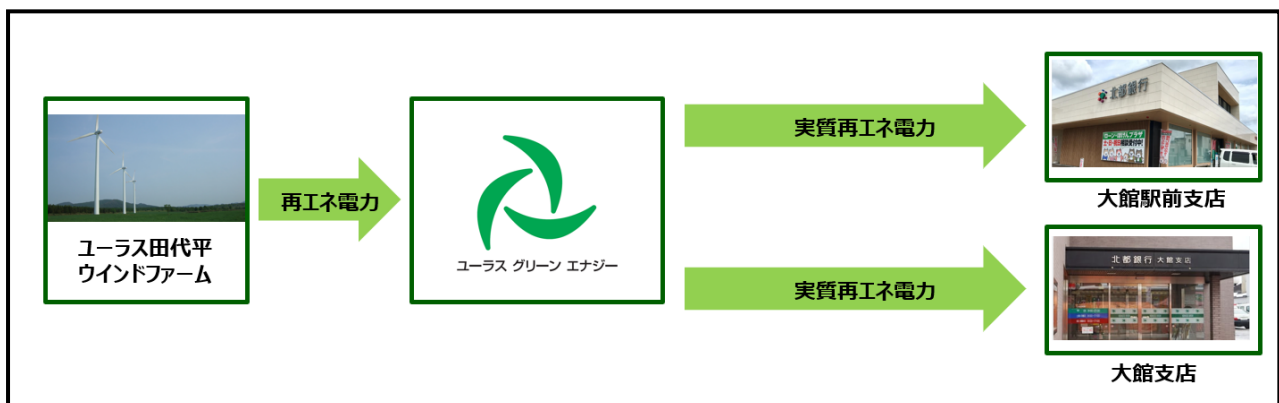 再エネ電力
ユーラス田代平
ウインドファーム
ユーラス グリーン エナジー
実質再エネ電力
北都銀行
大館駅前支店
実質再エネ電力
北都銀行 大館支店
大館支店